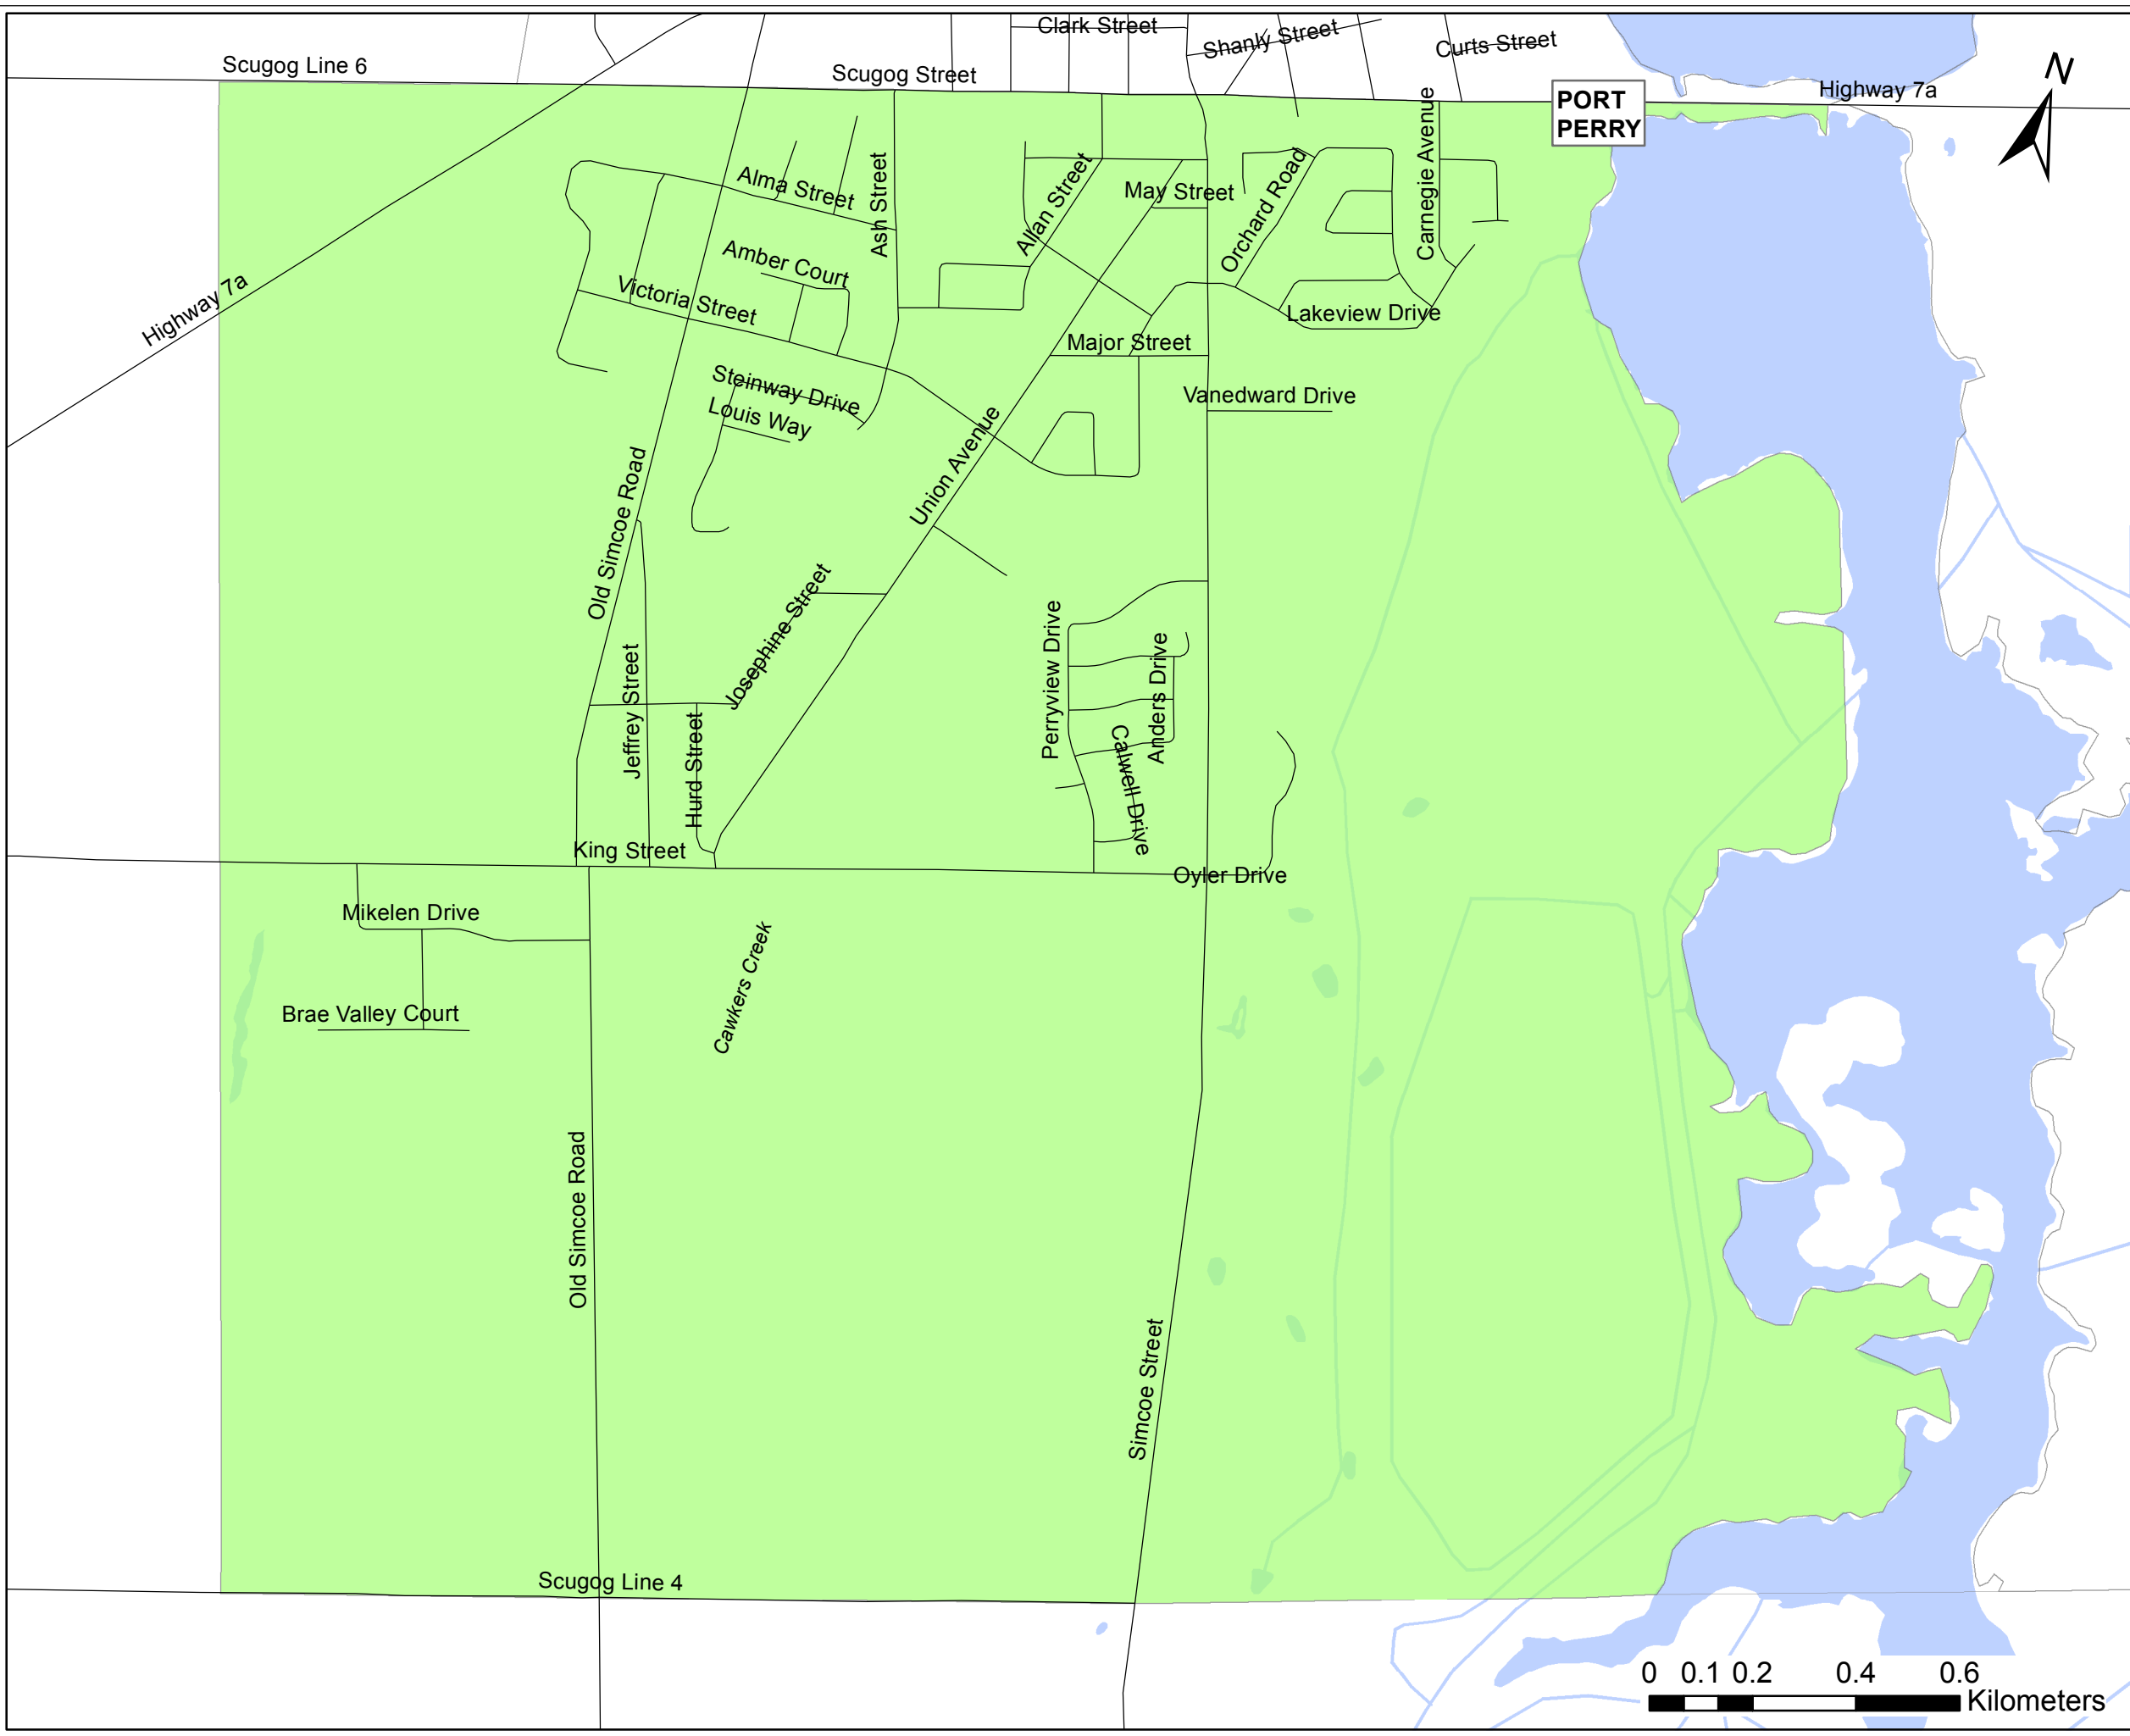 Clark Street
Shanly Street
Curts Street
Scugog Line 6
Scugog Street
Highway 7a
N
PORT
PERRY
Alma Street
Ash Street
Allan Street
May Street
Orchard Road
Carnegie Avenue
Amber Court
Victoria Street
Highway 7a
Lakeview Drive
Major Street
Steinway Drive
Louis Way
Vanedward Drive
Union Avenue
Old Simcoe Road
Josephine Street
Perryview Drive
Anders Drive
Jeffrey Street
Hurd Street
Calwell Drive
King Street
Oyler Drive
Mikelen Drive
Cawkers Creek
Brae Valley Court
Old Simcoe Road
Simcoe Street
Scugog Line 4
0 0.1 0.2 0.4 0.6
Kilometers